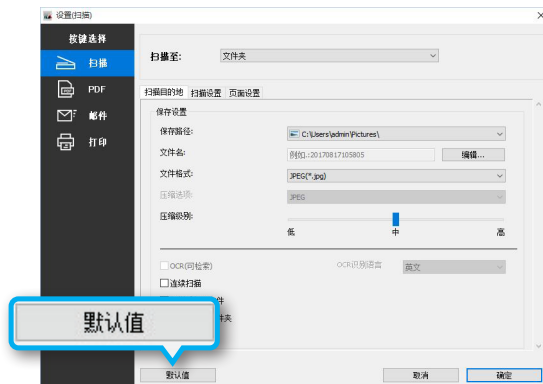 设置(扫描)
按键选择
扫描
PDF
邮件
打印
扫描至:
文件夹
扫描目的地 扫描设置 页面设置
保存设置
保存路径:
C:\Users\admin\Pictures\
文件名:
例如.:20170817105805
编辑...
文件格式:
JPEG(*.jpg)
压缩选项:
JPEG
压缩级别:
低 中 高
OCR(可检索)
OCR识别语言
英文
连续扫描
件
件夹
默认值
默认值
取消
确定